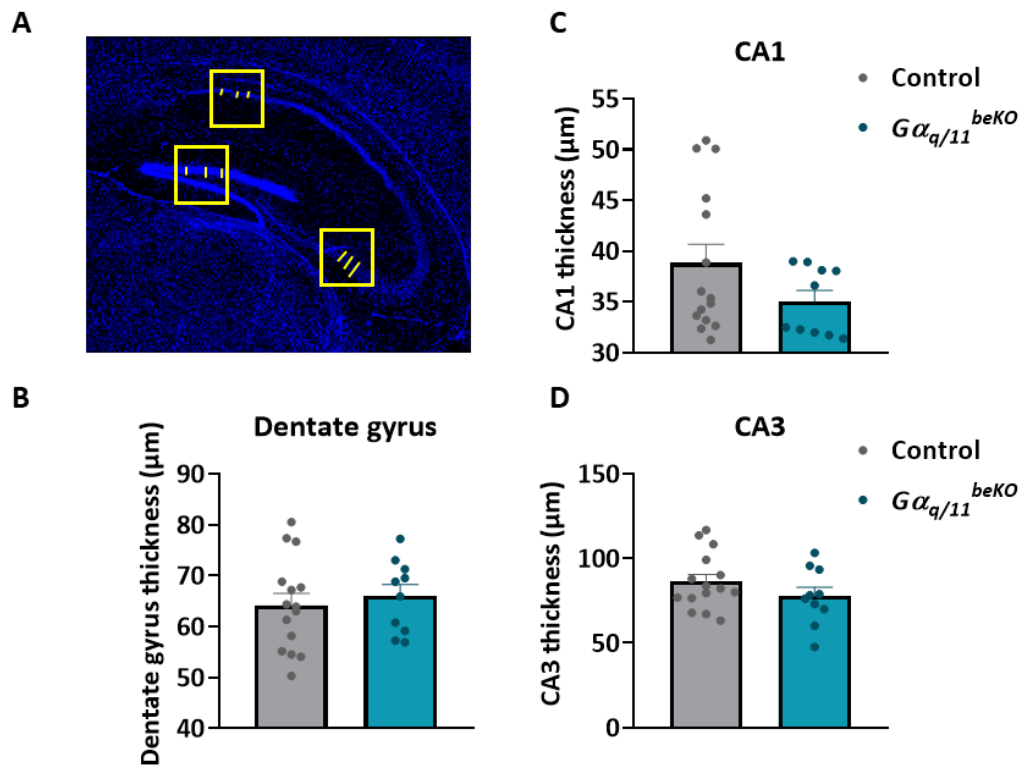 A
C
CA1
Control
Gαq/11beKO
CA1 thickness (µm)
55
50
45
40
35
30
B
Dentate gyrus
Dentate gyrus thickness (µm)
90
80
70
60
50
40
D
CA3
Control
Gαq/11beKO
CA3 thickness (µm)
150
100
50
0